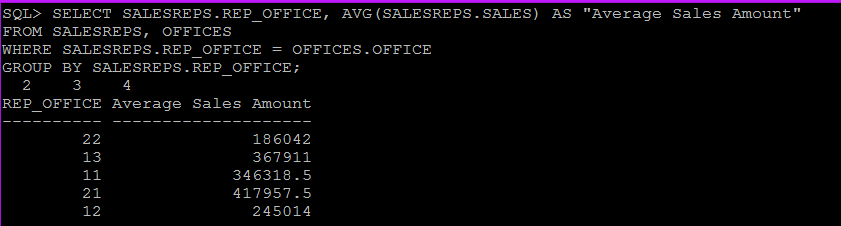 SQL> SELECT SALESREPS.REP_OFFICE, AVG(SALESREPS.SALES) AS "Average Sales Amount"
FROM SALESREPS, OFFICES
WHERE SALESREPS.REP_OFFICE = OFFICES.OFFICE
GROUP BY SALESREPS.REP_OFFICE;
  2    3    4
REP_OFFICE Average Sales Amount
---------- --------------------
        22               186042
        13               367911
        11             346318.5
        21             417957.5
        12               245014